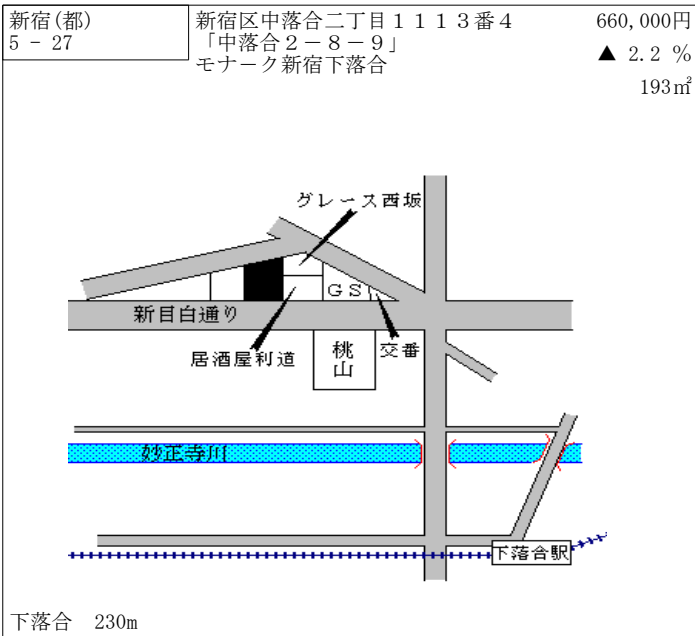 新宿(都)
5 - 27
新宿区中落合二丁目１１１３番４
「中落合２－８－９」
モナーク新宿下落合
660,000円
▲ 2.2 %
193㎡
グレース西坂
GS
新目白通り
居酒屋利道
桃山
交番
妙正寺川
下落合駅
下落合　230m